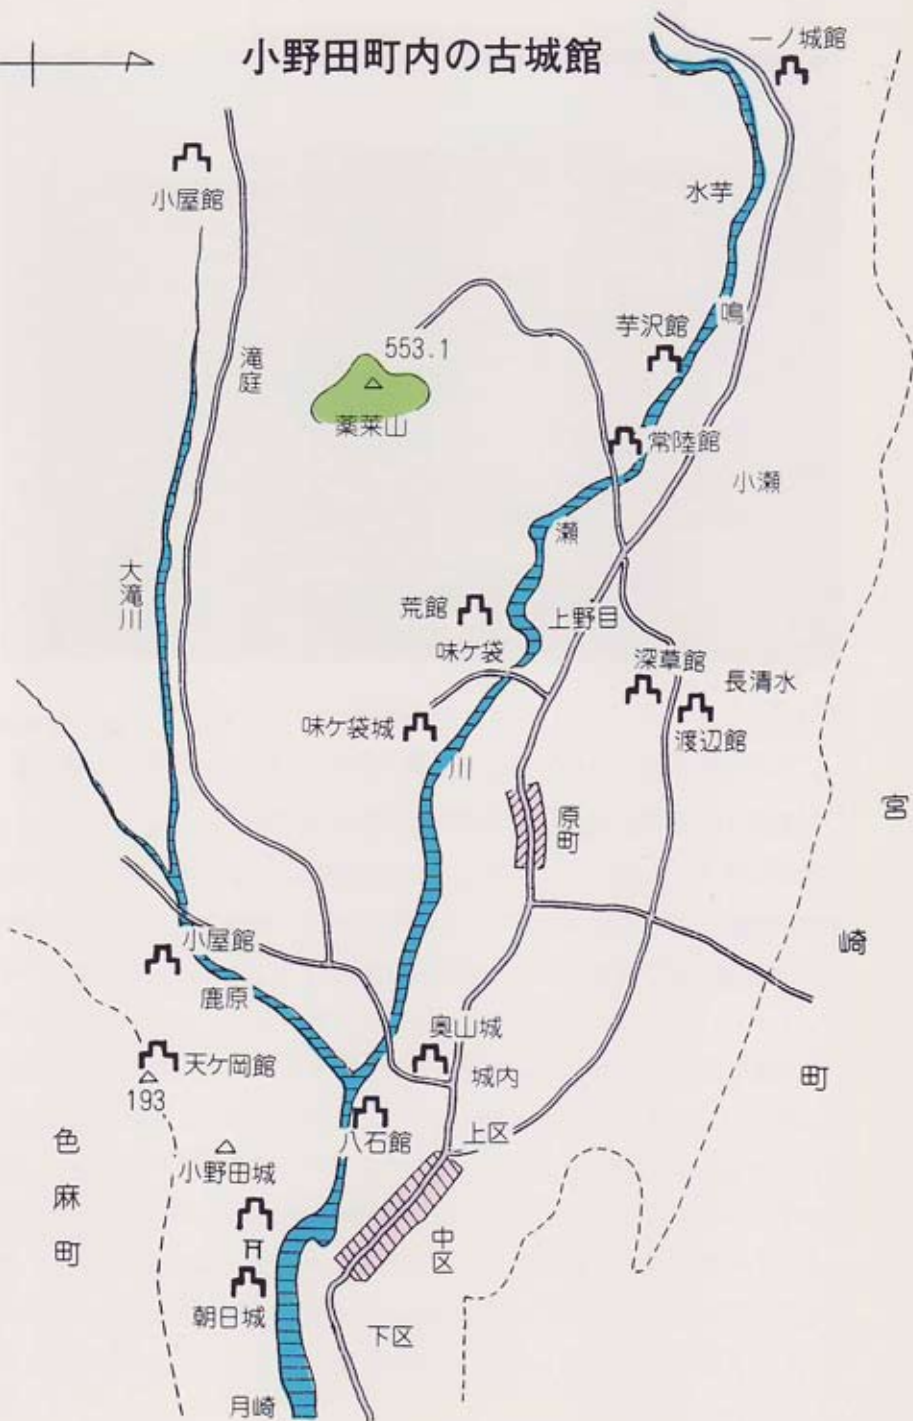 小野田町内の古城館
一ノ城館
小屋館
水芋
鳴
芋沢館
553.1
滝庭
薬莱山
常陸館
小瀬
瀬
大滝川
荒館
上野目
味ケ袋
深草館
長清水
味ケ袋城
渡辺館
川
原町
宮崎町
小屋館
鹿原
奥山城
天ケ岡館
城内
193
八石館
上区
色麻町
小野田城
中区
朝日城
下区
月崎